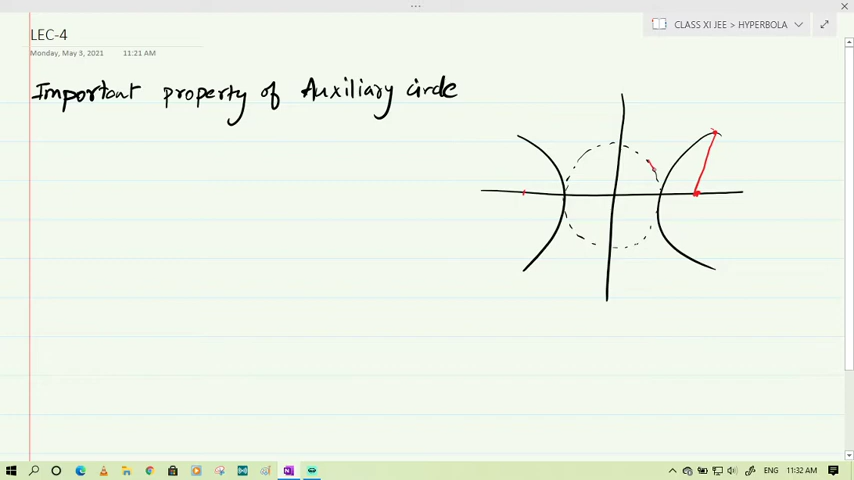 CLASS XI JEE > HYPERBOLA
LEC-4
Monday, May 3, 2021 11:21 AM
Important property of Auxiliary circle
ENG 11:32 AM